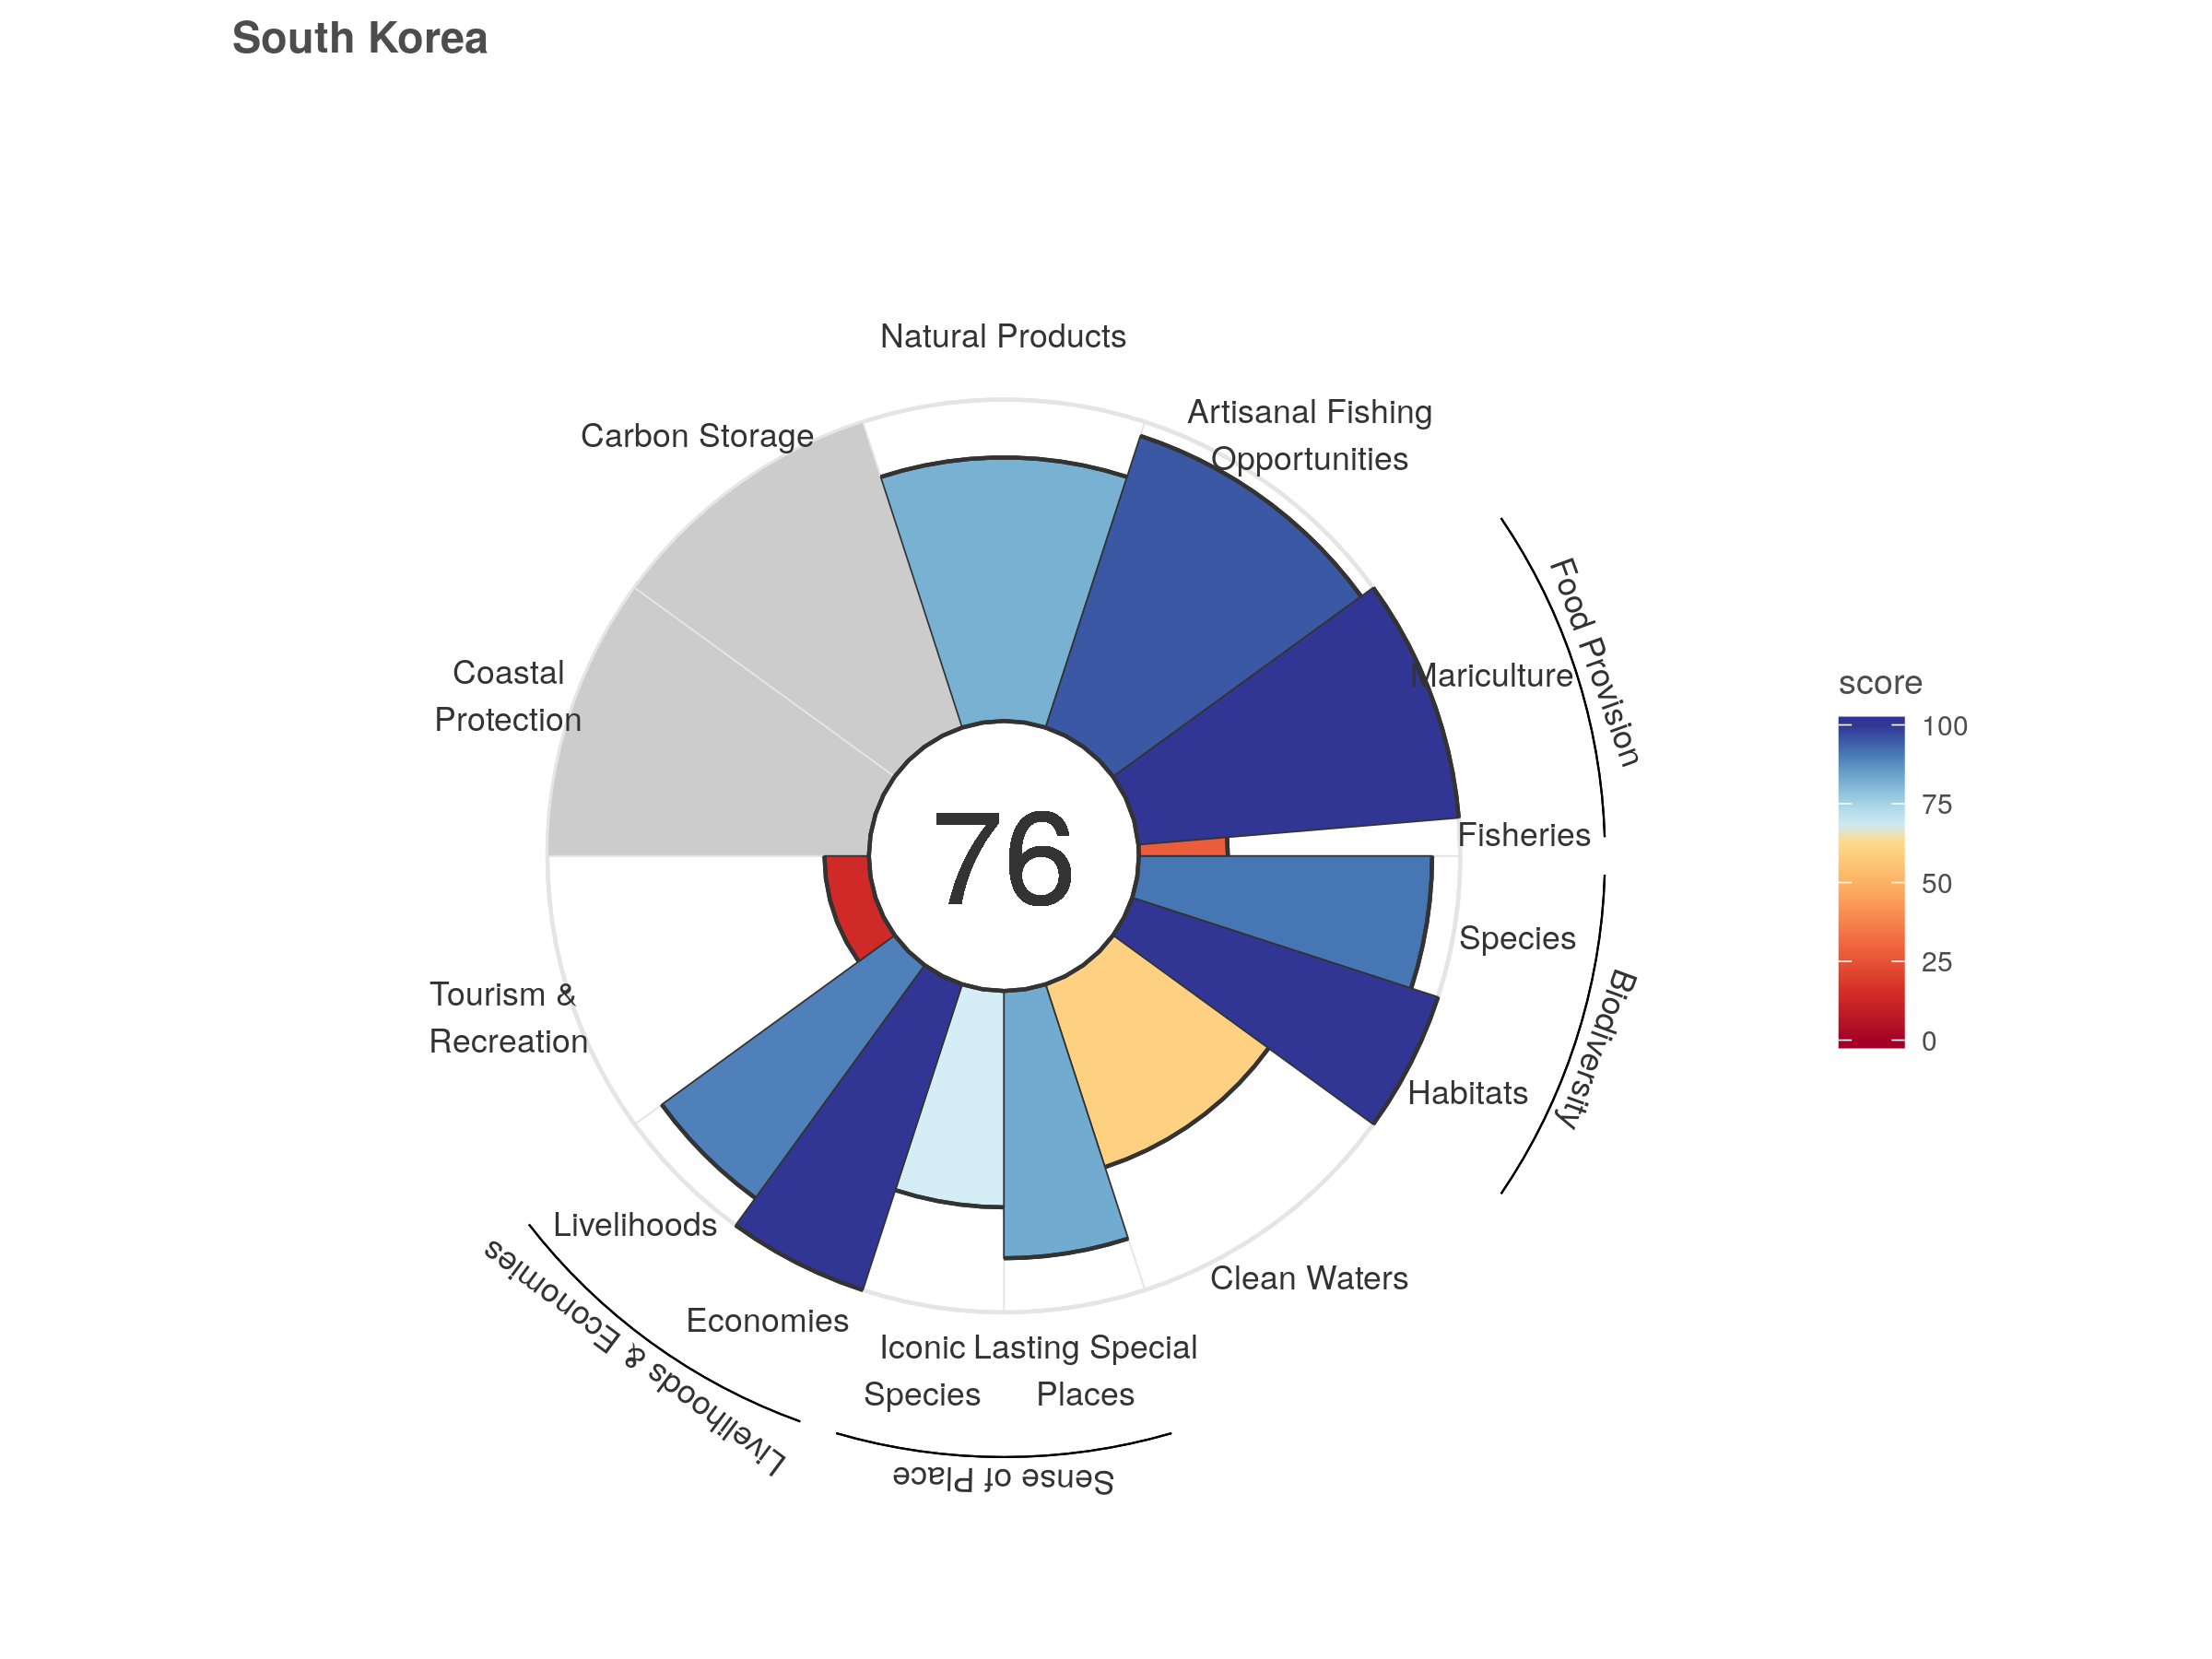 South Korea
Natural Products
Artisanal Fishing
Opportunities
Carbon Storage
Food Provision
Mariculture
Coastal
Protection
score
100
75
50
25
0
76
Fisheries
Species
Biodiversity
Tourism &
Recreation
Habitats
Livelihoods
Clean Waters
Economies
Livelihoods & Economies
Iconic
Species
Lasting Special
Places
Sense of Place